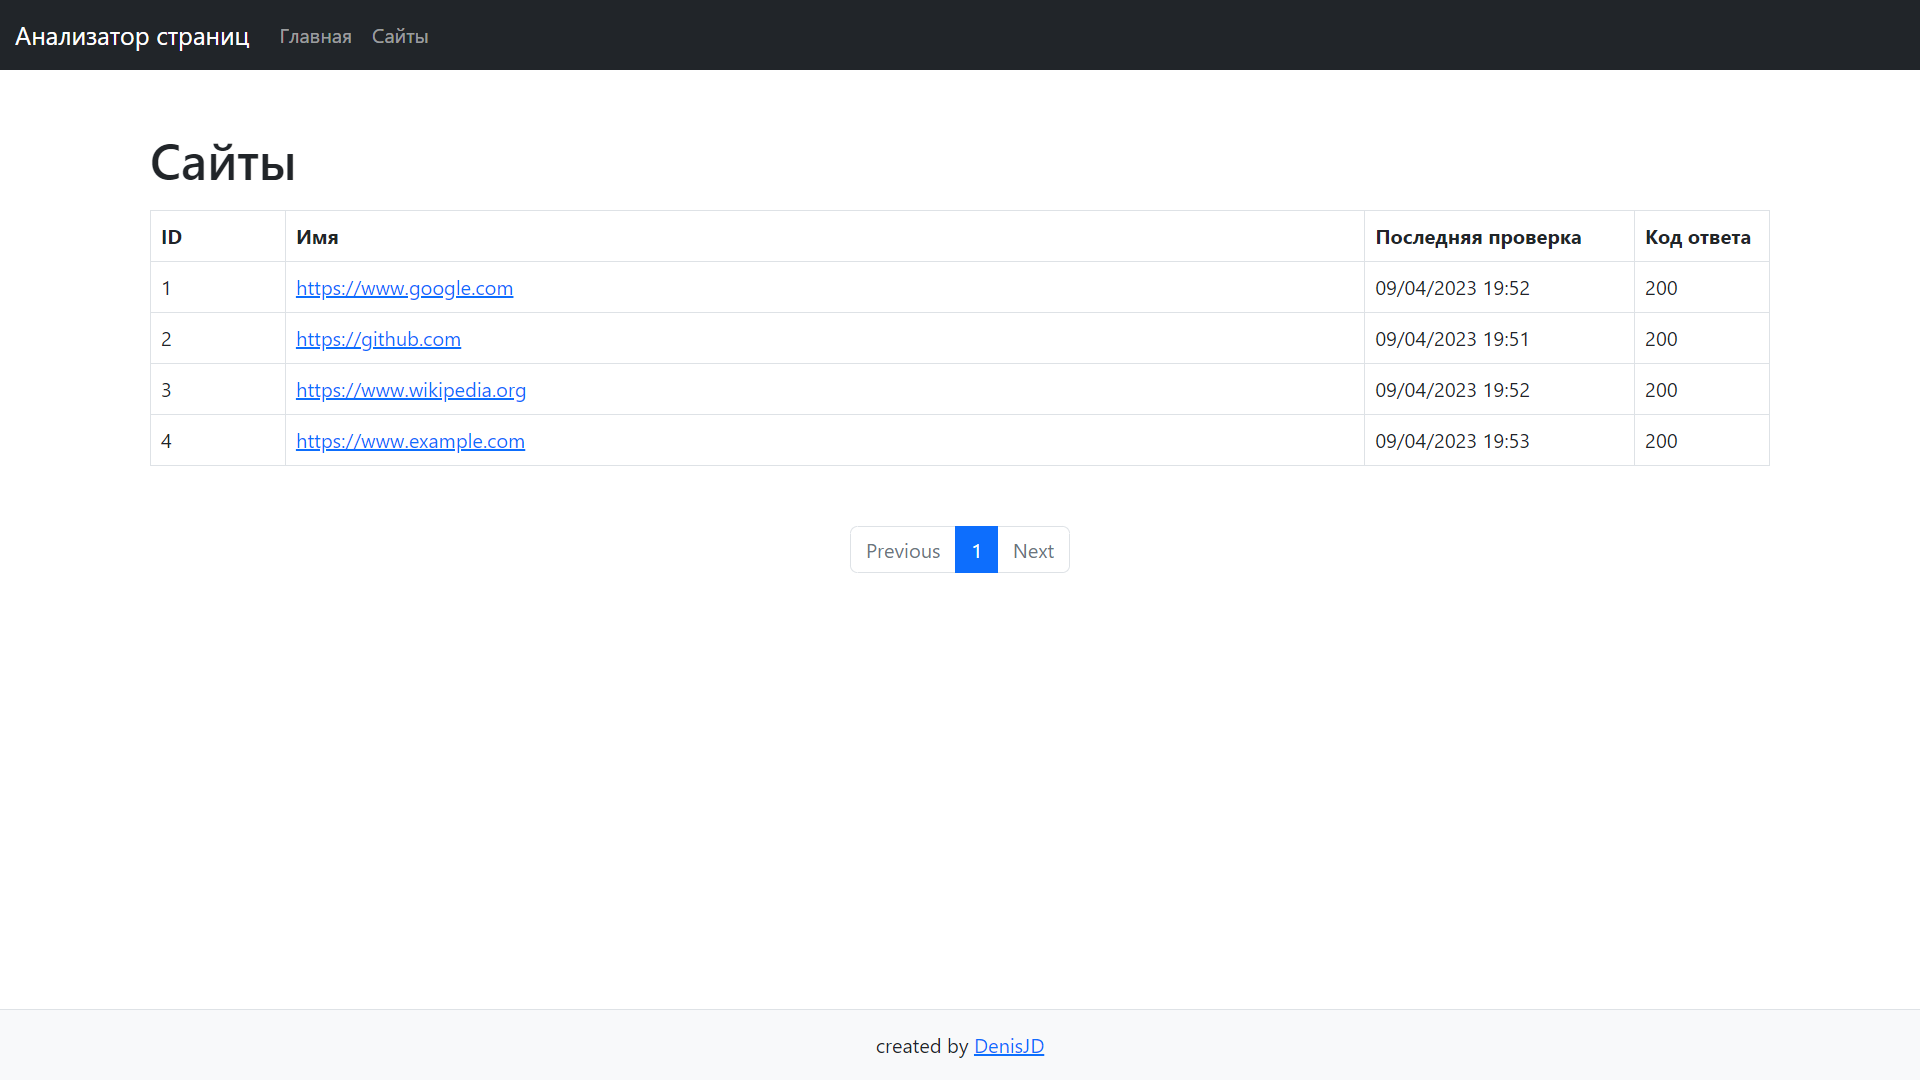 Анализатор страниц Главная Сайты
Сайты
ID Имя Последняя проверка Код ответа
1 https://www.google.com 09/04/2023 19:52 200
2 https://github.com 09/04/2023 19:51 200
3 https://www.wikipedia.org 09/04/2023 19:52 200
4 https://www.example.com 09/04/2023 19:53 200
Previous 1 Next
created by DenisJD